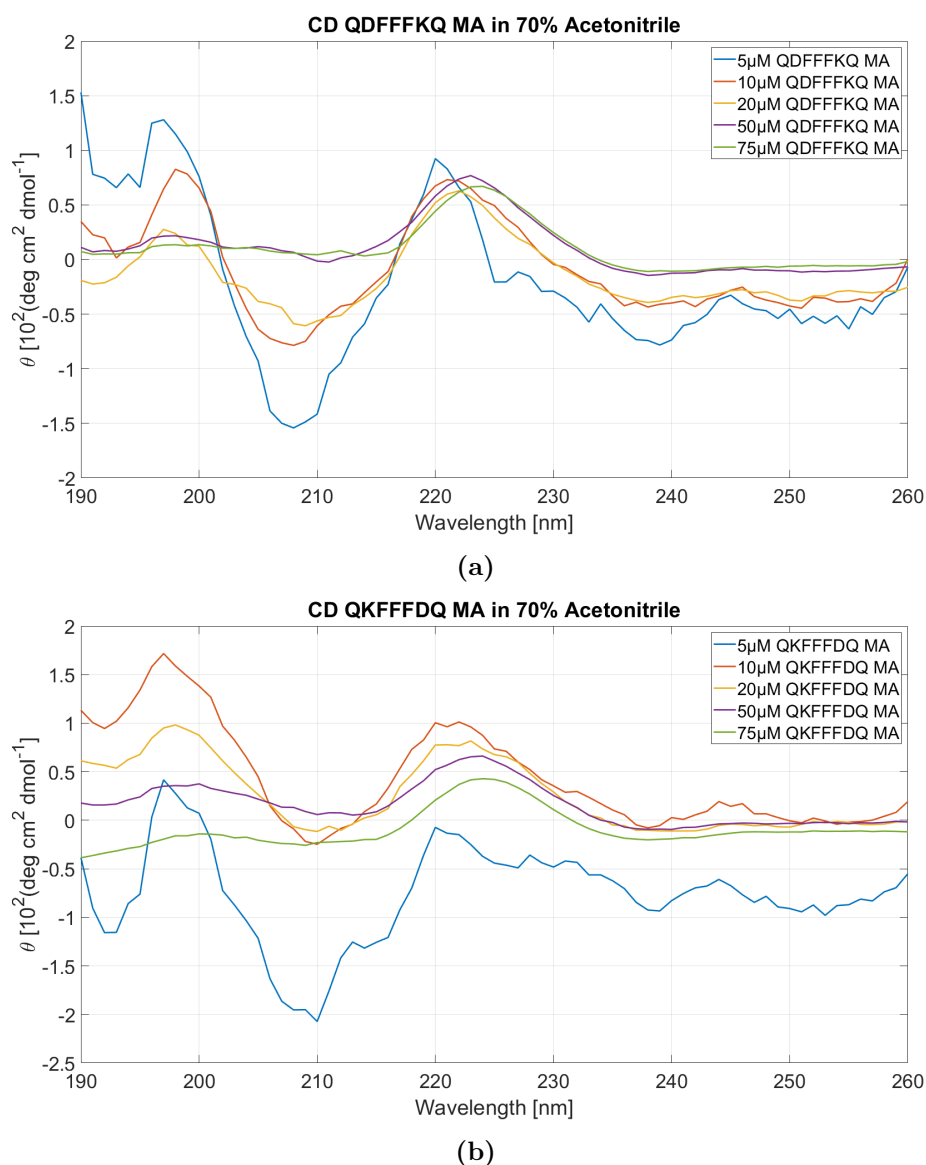 CD QDFFFKQ MA in 70% Acetonitrile
θ [10²(deg cm² dmol⁻¹]
2
1.5
1
0.5
0
-0.5
-1
-1.5
-2
5µM QDFFFKQ MA
10µM QDFFFKQ MA
20µM QDFFFKQ MA
50µM QDFFFKQ MA
75µM QDFFFKQ MA
190 200 210 220 230 240 250 260
Wavelength [nm]
(a)
CD QKFFFDQ MA in 70% Acetonitrile
θ [10²(deg cm² dmol⁻¹]
2
1.5
1
0.5
0
-0.5
-1
-1.5
-2
-2.5
5µM QKFFFDQ MA
10µM QKFFFDQ MA
20µM QKFFFDQ MA
50µM QKFFFDQ MA
75µM QKFFFDQ MA
190 200 210 220 230 240 250 260
Wavelength [nm]
(b)